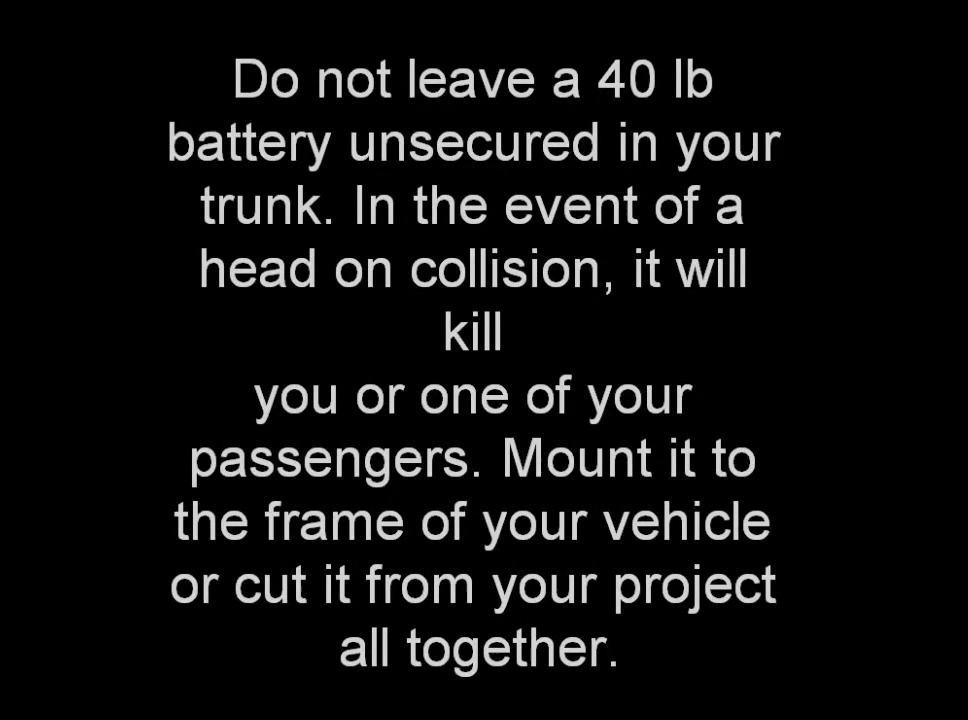 Do not leave a 40 lb
battery unsecured in your
trunk. In the event of a
head on collision, it will
kill
you or one of your
passengers. Mount it to
the frame of your vehicle
or cut it from your project
all together.